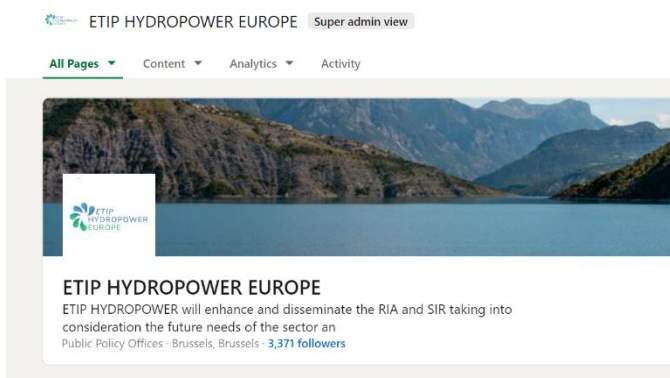 ETIP HYDROPOWER EUROPE Super admin view
All Pages Content Analytics Activity
ETIP
HYDROPOWER
EUROPE
ETIP HYDROPOWER EUROPE
ETIP HYDROPOWER will enhance and disseminate the RIA and SIR taking into
consideration the future needs of the sector an
Public Policy Offices · Brussels, Brussels · 3,371 followers